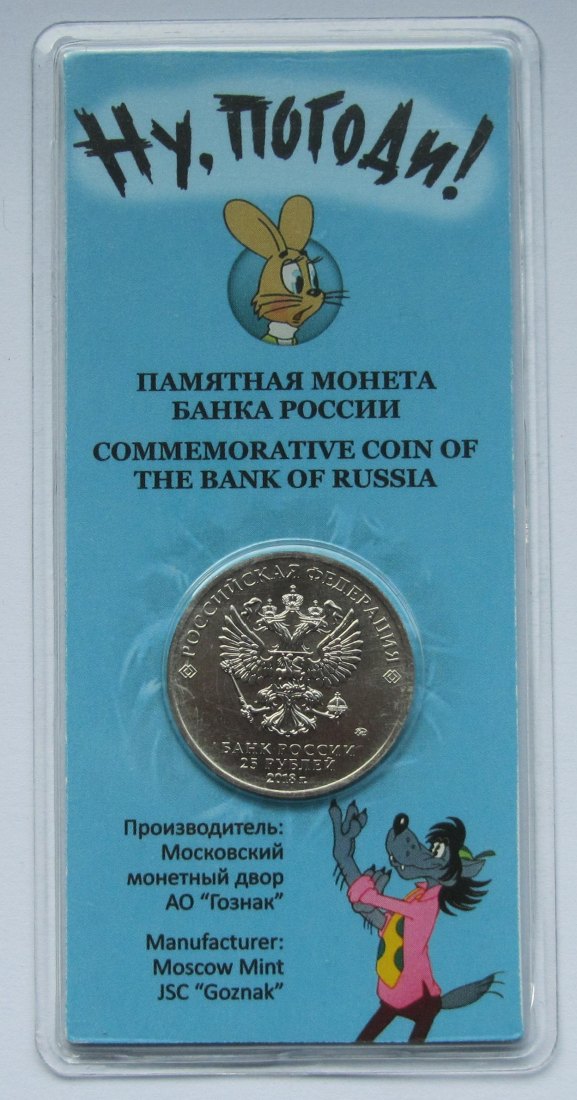 Ну, погоди!
ПАМЯТНАЯ МОНЕТА
БАНКА РОССИИ
COMMEMORATIVE COIN OF
THE BANK OF RUSSIA
РОССИЙСКАЯ ФЕДЕРАЦИЯ
БАНК РОССИИ
25 РУБЛЕЙ
2018 г.
Производитель:
Московский
монетный двор
АО “Гознак”
Manufacturer:
Moscow Mint
JSC “Goznak”